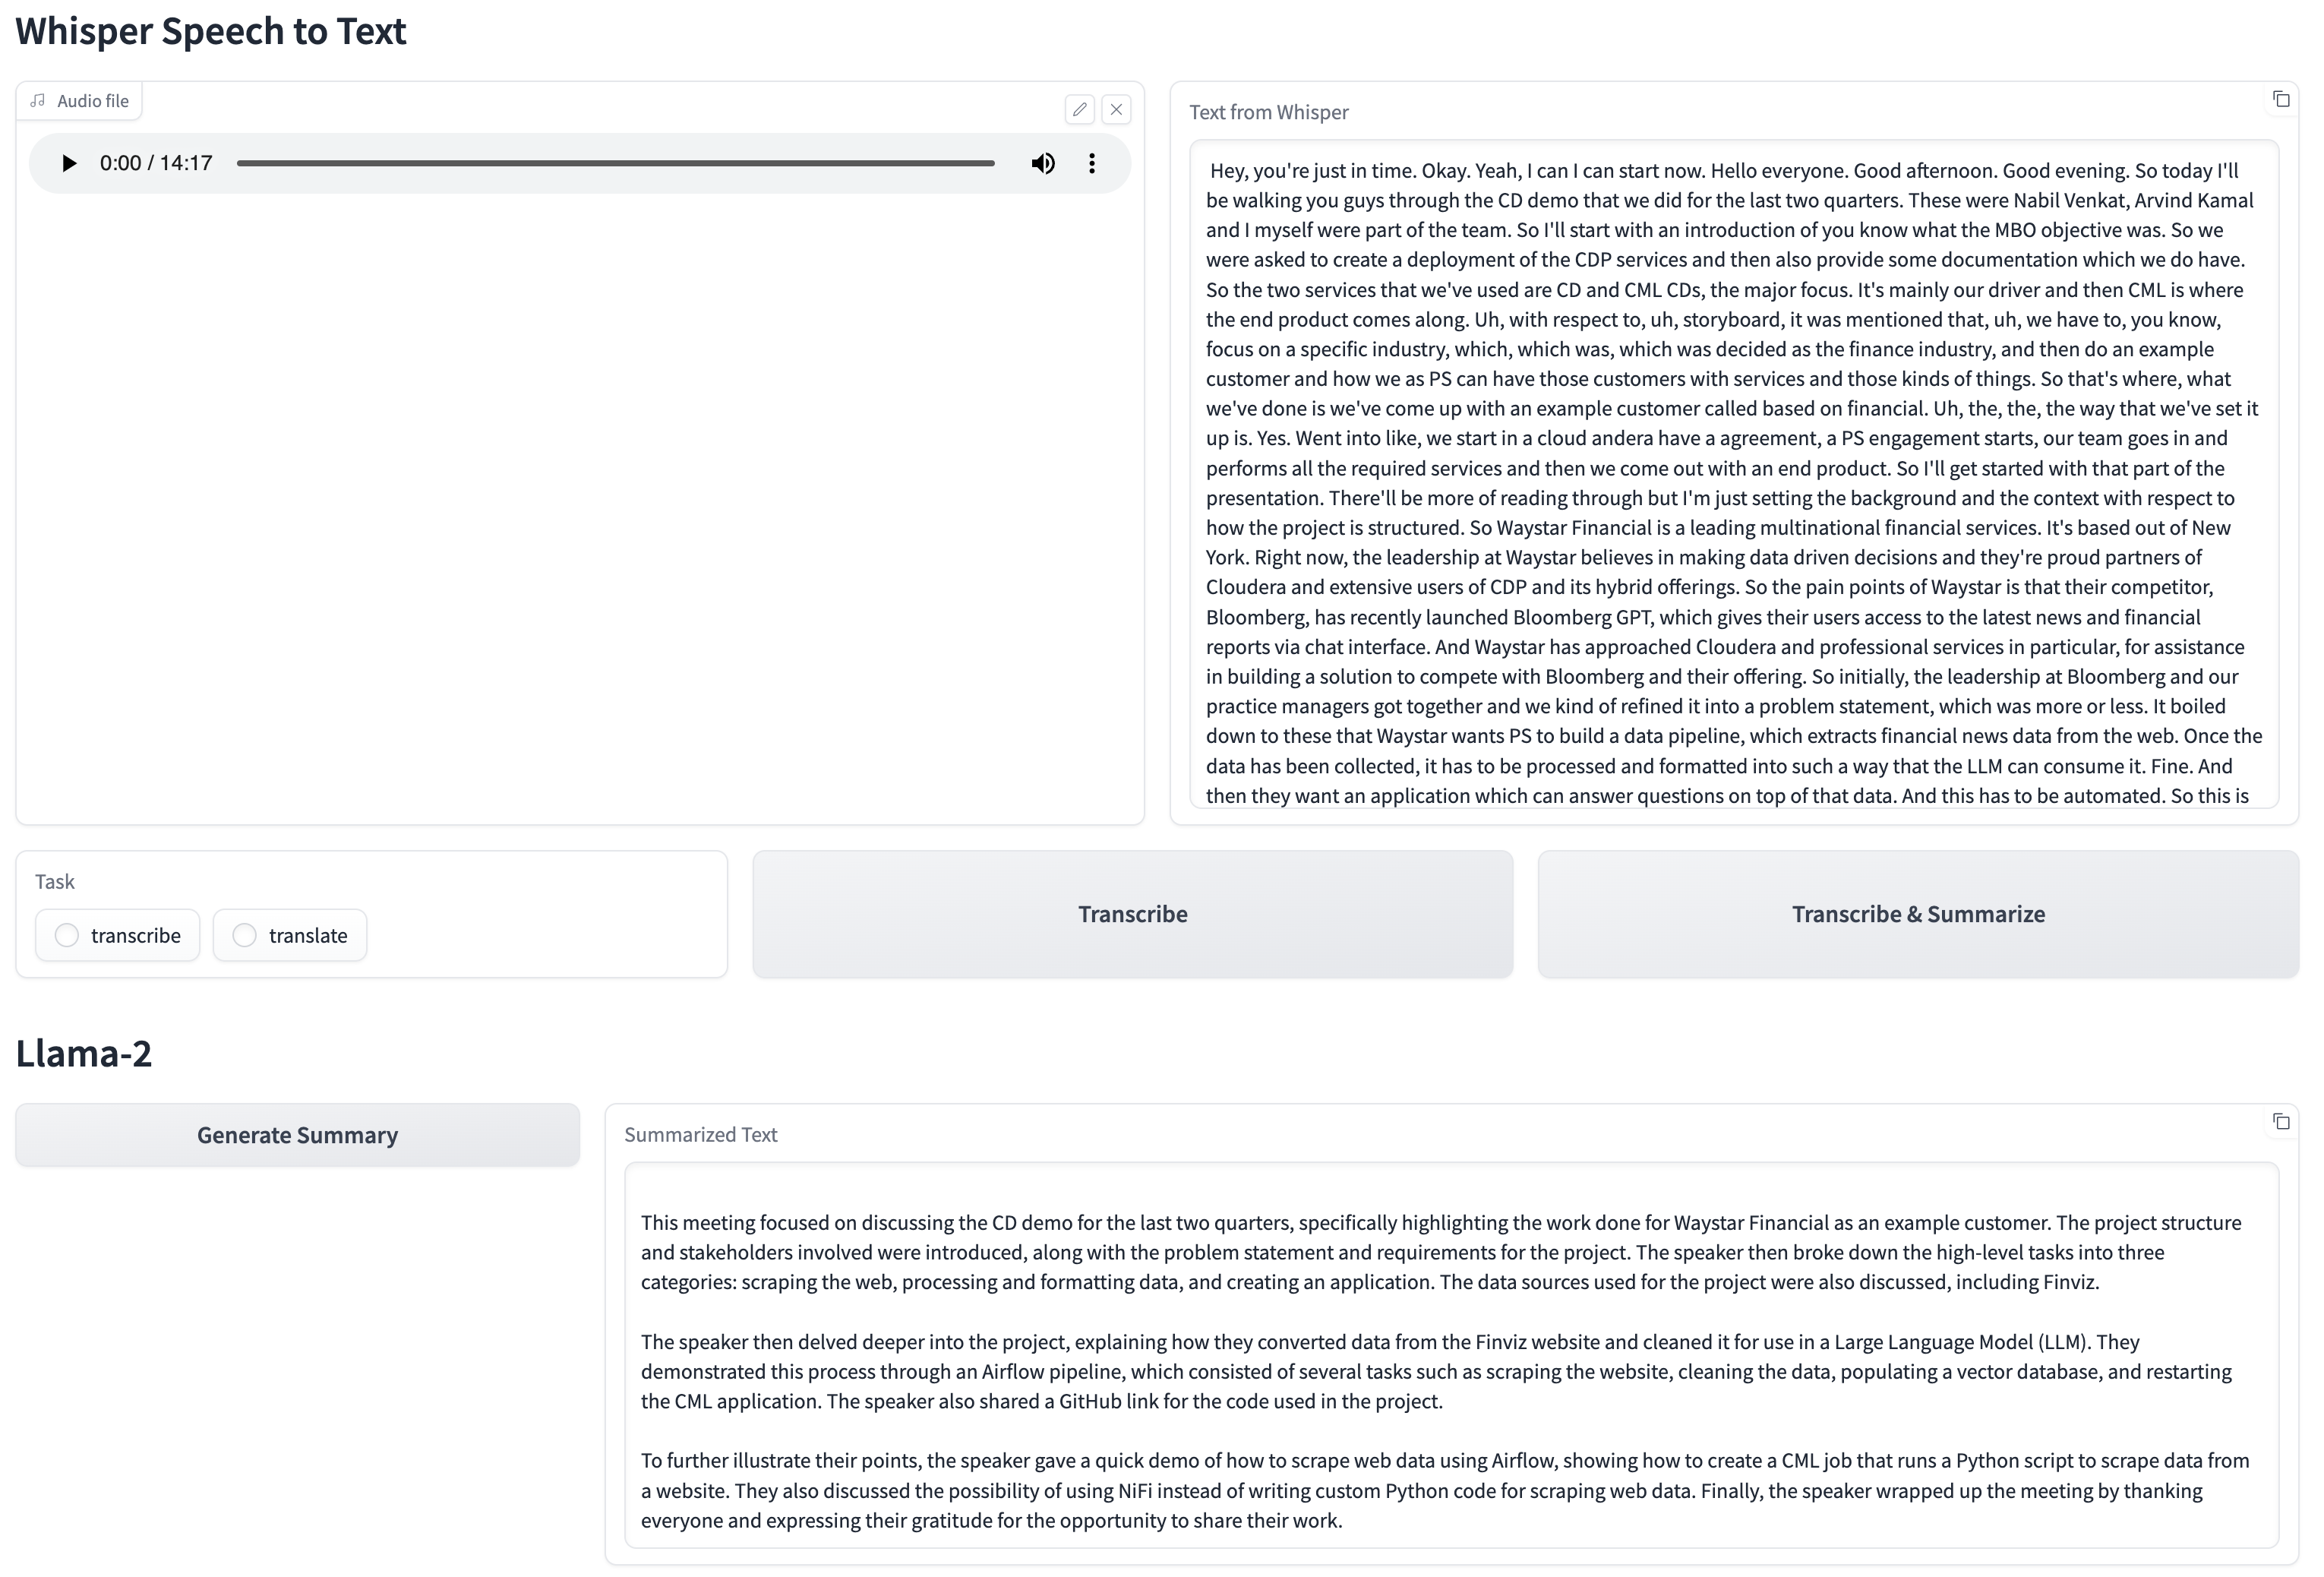 Whisper Speech to Text
Audio file
0:00 / 14:17
Text from Whisper
Hey, you're just in time. Okay. Yeah, I can I can start now. Hello everyone. Good afternoon. Good evening. So today I'll
be walking you guys through the CD demo that we did for the last two quarters. These were Nabil Venkat, Arvind Kamal
and I myself were part of the team. So I'll start with an introduction of you know what the MBO objective was. So we
were asked to create a deployment of the CDP services and then also provide some documentation which we do have.
So the two services that we've used are CD and CML CDs, the major focus. It's mainly our driver and then CML is where
the end product comes along. Uh, with respect to, uh, storyboard, it was mentioned that, uh, we have to, you know,
focus on a specific industry, which, which was, which was decided as the finance industry, and then do an example
customer and how we as PS can have those customers with services and those kinds of things. So that's where, what
we've done is we've come up with an example customer called based on financial. Uh, the, the, the way that we've set it
up is. Yes. Went into like, we start in a cloud andera have a agreement, a PS engagement starts, our team goes in and
performs all the required services and then we come out with an end product. So I'll get started with that part of the
presentation. There'll be more of reading through but I'm just setting the background and the context with respect to
how the project is structured. So Waystar Financial is a leading multinational financial services. It's based out of New
York. Right now, the leadership at Waystar believes in making data driven decisions and they're proud partners of
Cloudera and extensive users of CDP and its hybrid offerings. So the pain points of Waystar is that their competitor,
Bloomberg, has recently launched Bloomberg GPT, which gives their users access to the latest news and financial
reports via chat interface. And Waystar has approached Cloudera and professional services in particular, for assistance
in building a solution to compete with Bloomberg and their offering. So initially, the leadership at Bloomberg and our
practice managers got together and we kind of refined it into a problem statement, which was more or less. It boiled
down to these that Waystar wants PS to build a data pipeline, which extracts financial news data from the web. Once the
data has been collected, it has to be processed and formatted into such a way that the LLM can consume it. Fine. And
then they want an application which can answer questions on top of that data. And this has to be automated. So this is
Task
transcribe
translate
Transcribe
Transcribe & Summarize
Llama-2
Generate Summary
Summarized Text
This meeting focused on discussing the CD demo for the last two quarters, specifically highlighting the work done for Waystar Financial as an example customer. The project structure
and stakeholders involved were introduced, along with the problem statement and requirements for the project. The speaker then broke down the high-level tasks into three
categories: scraping the web, processing and formatting data, and creating an application. The data sources used for the project were also discussed, including Finviz.
The speaker then delved deeper into the project, explaining how they converted data from the Finviz website and cleaned it for use in a Large Language Model (LLM). They
demonstrated this process through an Airflow pipeline, which consisted of several tasks such as scraping the website, cleaning the data, populating a vector database, and restarting
the CML application. The speaker also shared a GitHub link for the code used in the project.
To further illustrate their points, the speaker gave a quick demo of how to scrape web data using Airflow, showing how to create a CML job that runs a Python script to scrape data from
a website. They also discussed the possibility of using NiFi instead of writing custom Python code for scraping web data. Finally, the speaker wrapped up the meeting by thanking
everyone and expressing their gratitude for the opportunity to share their work.